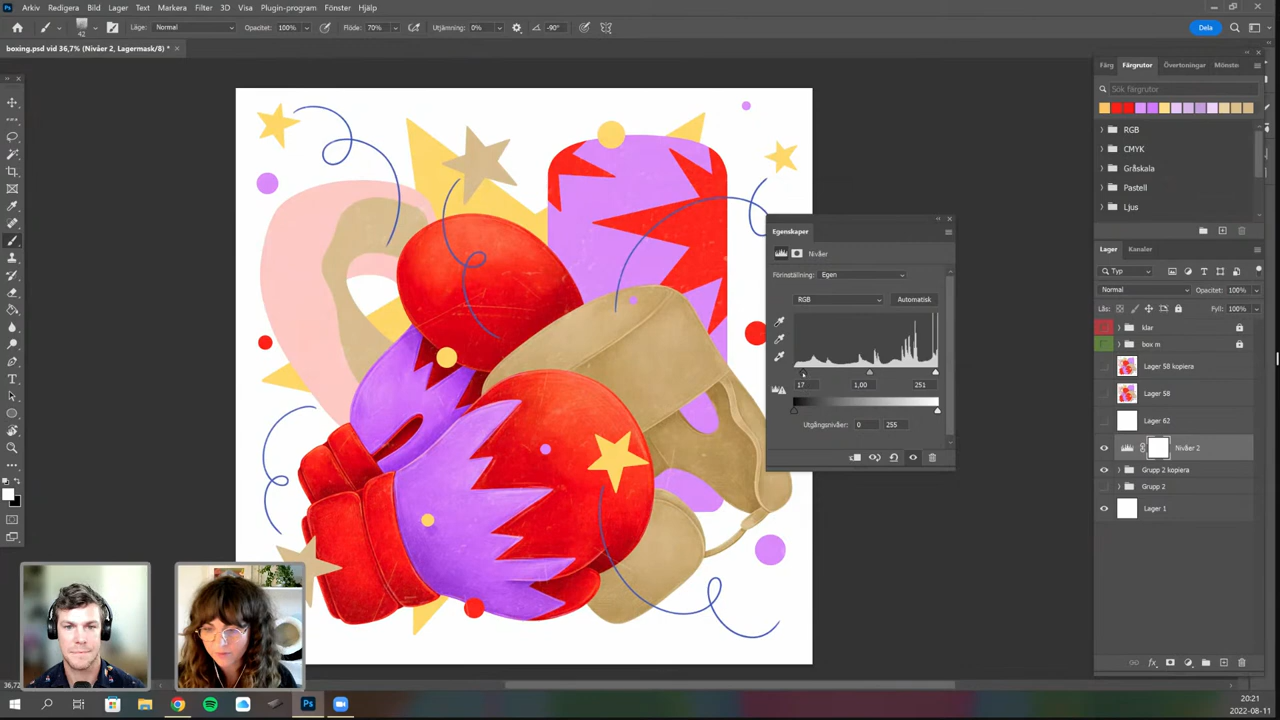 Arkiv Redigera Bild Lager Text Markera Filter 3D Visa Plugin-program Fönster Hjälp
42 Läge: Normal Opacitet: 100% Flöde: 70% Utjämning: 0% -90° Dela
boxing.psd vid 36,7% (Nivåer 2, Lagermask/8) *
Färg Färgrutor Övertoningar Mönste
Sök färgrutor
RGB
CMYK
Gråskala
Pastell
Ljus
Egenskaper
Nivåer
Förinställning: Egen
RGB Automatisk
17 1,00 251
Utgångsnivåer: 0 255
Lager Kanaler
Typ
Normal Opacitet: 100%
Lås: Fyll: 100%
klar
box m
Lager 58 kopiera
Lager 58
Lager 62
Nivåer 2
Grupp 2 kopiera
Grupp 2
Lager 1
20:21
2022-08-11